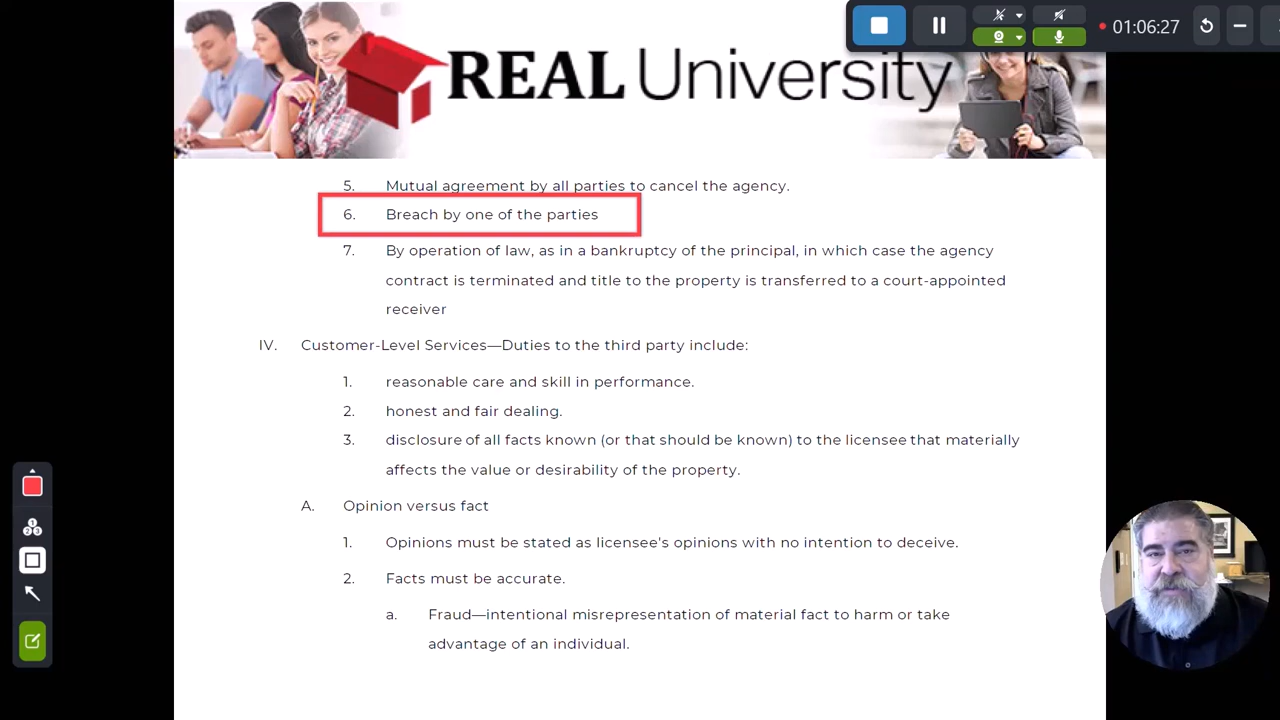 01:06:27
REAL University
5. Mutual agreement by all parties to cancel the agency.
6. Breach by one of the parties
7. By operation of law, as in a bankruptcy of the principal, in which case the agency
contract is terminated and title to the property is transferred to a court-appointed
receiver
IV. Customer-Level Services—Duties to the third party include:
1. reasonable care and skill in performance.
2. honest and fair dealing.
3. disclosure of all facts known (or that should be known) to the licensee that materially
affects the value or desirability of the property.
A. Opinion versus fact
1. Opinions must be stated as licensee's opinions with no intention to deceive.
2. Facts must be accurate.
a. Fraud—intentional misrepresentation of material fact to harm or take
advantage of an individual.